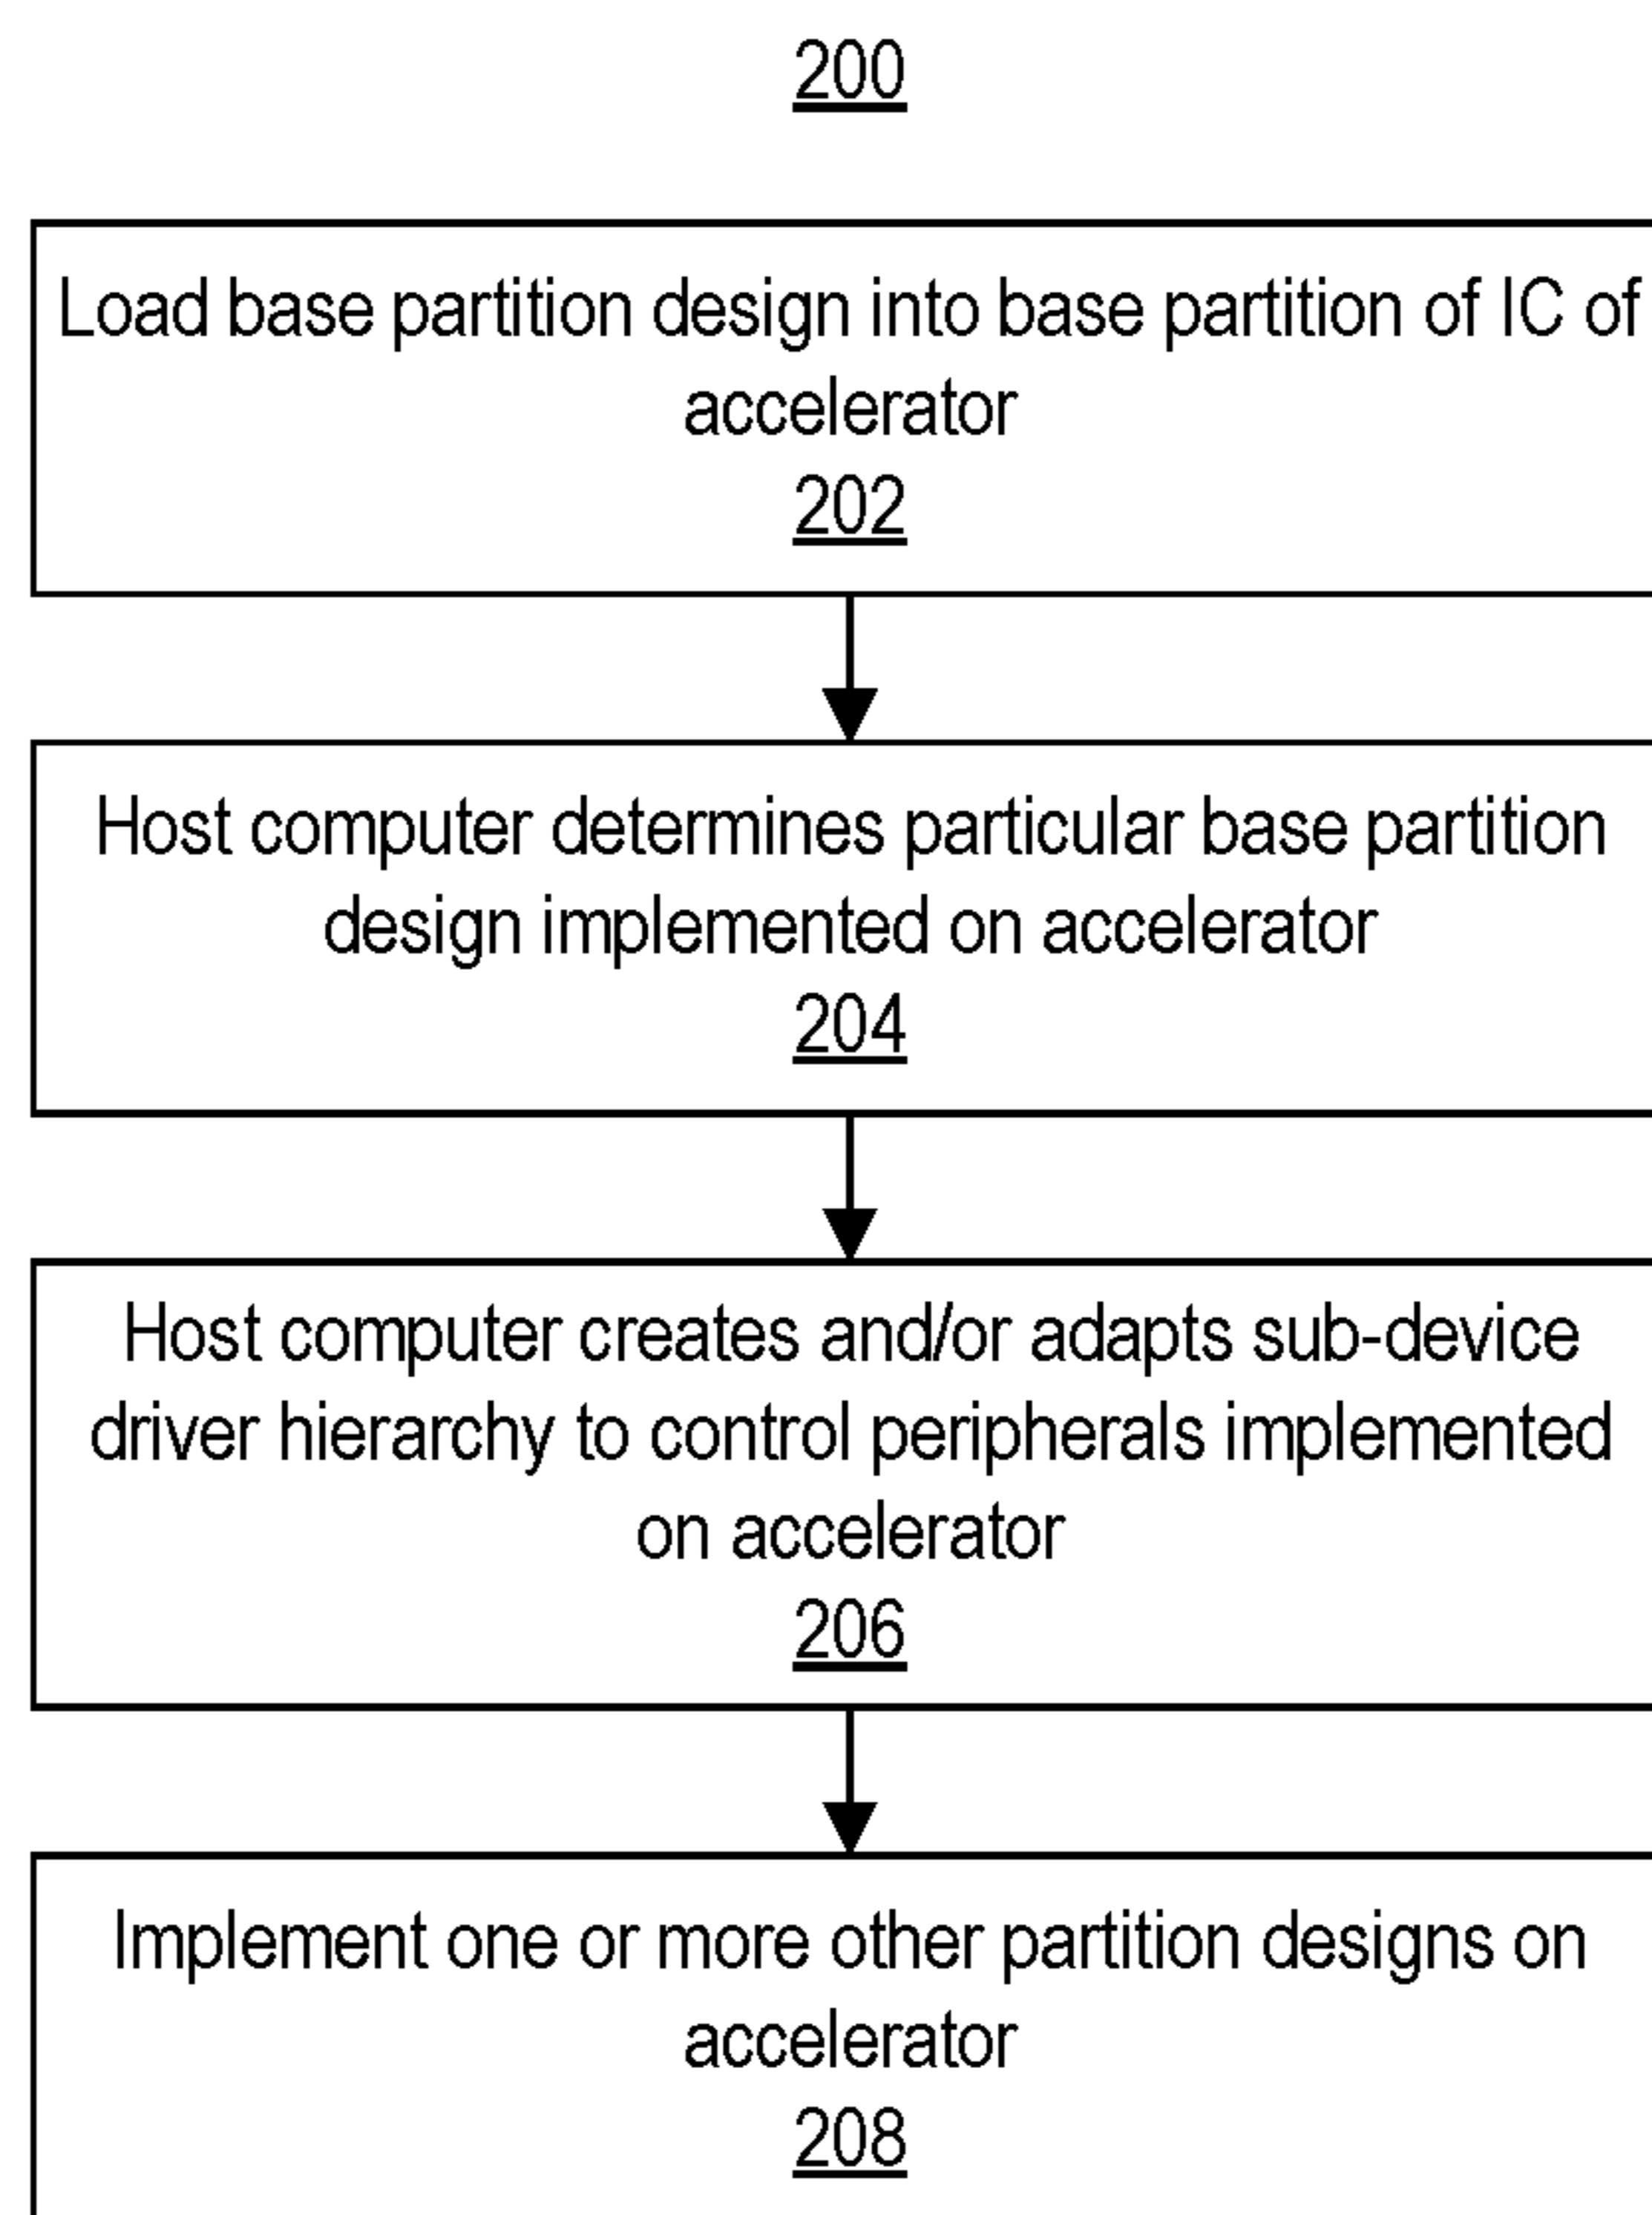 200
Load base partition design into base partition of IC of
accelerator
202
Host computer determines particular base partition
design implemented on accelerator
204
Host computer creates and/or adapts sub-device
driver hierarchy to control peripherals implemented
on accelerator
206
Implement one or more other partition designs on
accelerator
208